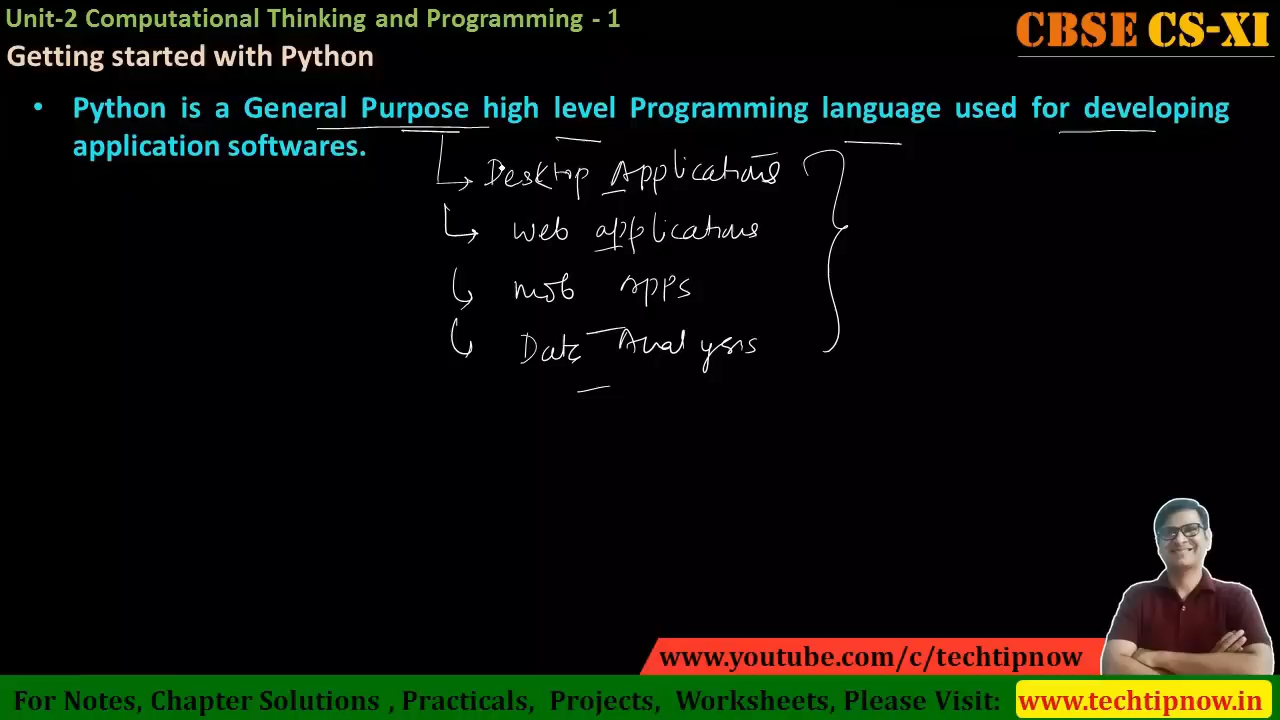 Unit-2 Computational Thinking and Programming - 1
CBSE CS-XI
Getting started with Python
• Python is a General Purpose high level Programming language used for developing
application softwares.
Desktop Applications
web applications
mob apps
Data Analysis
www.youtube.com/c/techtipnow
For Notes, Chapter Solutions , Practicals, Projects, Worksheets, Please Visit: www.techtipnow.in